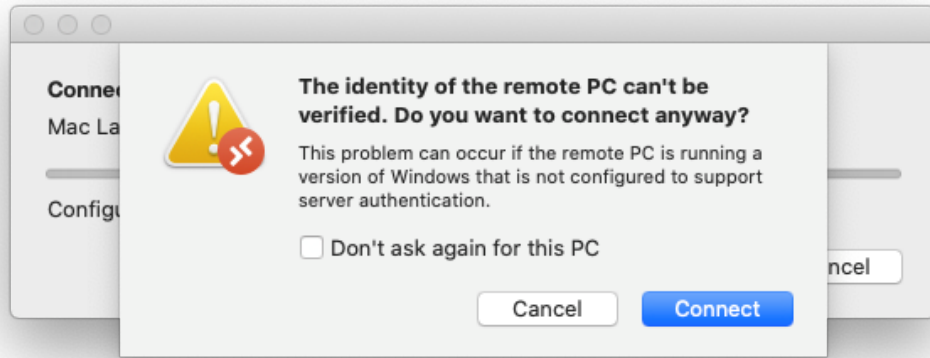 The identity of the remote PC can't be
verified. Do you want to connect anyway?
This problem can occur if the remote PC is running a
version of Windows that is not configured to support
server authentication.
Don't ask again for this PC
Cancel
Connect
Mac